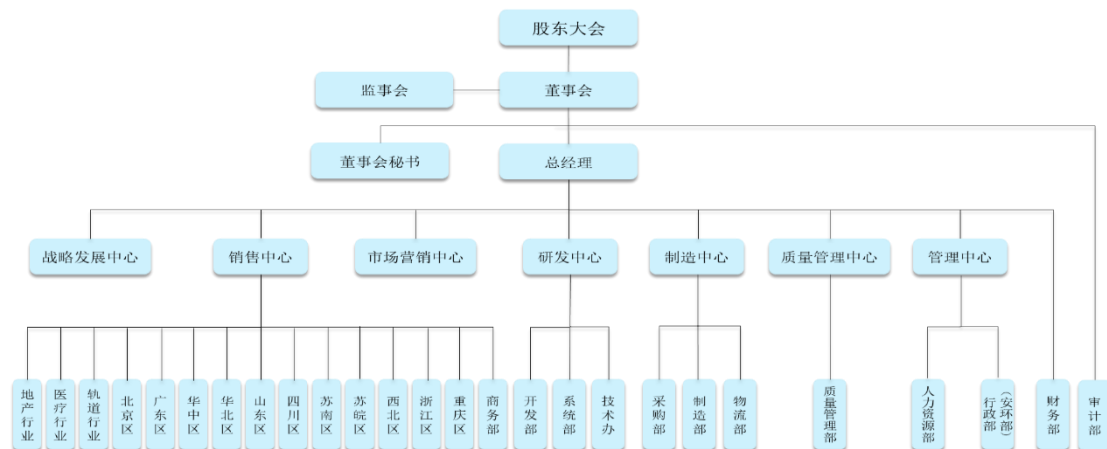 股东大会
监事会
董事会
董事会秘书
总经理
战略发展中心
销售中心
市场营销中心
研发中心
制造中心
质量管理中心
管理中心
地产行业
医疗行业
轨道行业
北京区
广东区
华中区
华北区
山东区
四川区
苏南区
苏皖区
西北区
浙江区
重庆区
商务部
开发部
系统部
技术办
采购部
制造部
物流部
质量管理部
人力资源部
行政部
（安环部）
财务部
审计部